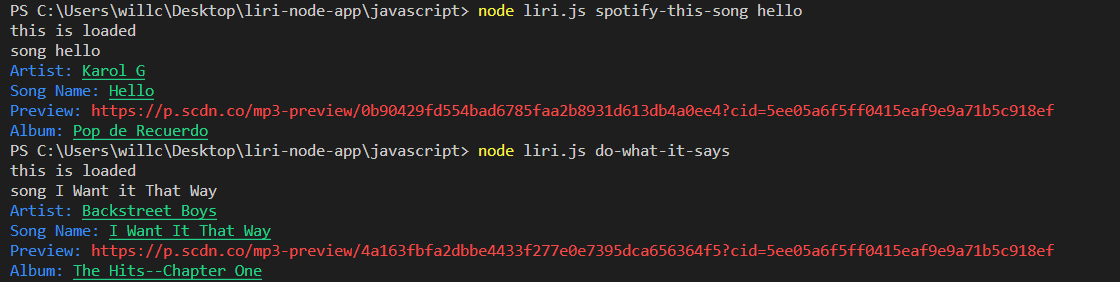 PS C:\Users\willc\Desktop\liri-node-app\javascript> node liri.js spotify-this-song hello
this is loaded
song hello
Artist: Karol G
Song Name: Hello
Preview: https://p.scdn.co/mp3-preview/0b90429fd554bad6785faa2b8931d613db4a0ee4?cid=5ee05a6f5ff0415eaf9e9a71b5c918ef
Album: Pop de Recuerdo
PS C:\Users\willc\Desktop\liri-node-app\javascript> node liri.js do-what-it-says
this is loaded
song I Want it That Way
Artist: Backstreet Boys
Song Name: I Want It That Way
Preview: https://p.scdn.co/mp3-preview/4a163fbfa2dbbe4433f277e0e7395dca656364f5?cid=5ee05a6f5ff0415eaf9e9a71b5c918ef
Album: The Hits--Chapter One